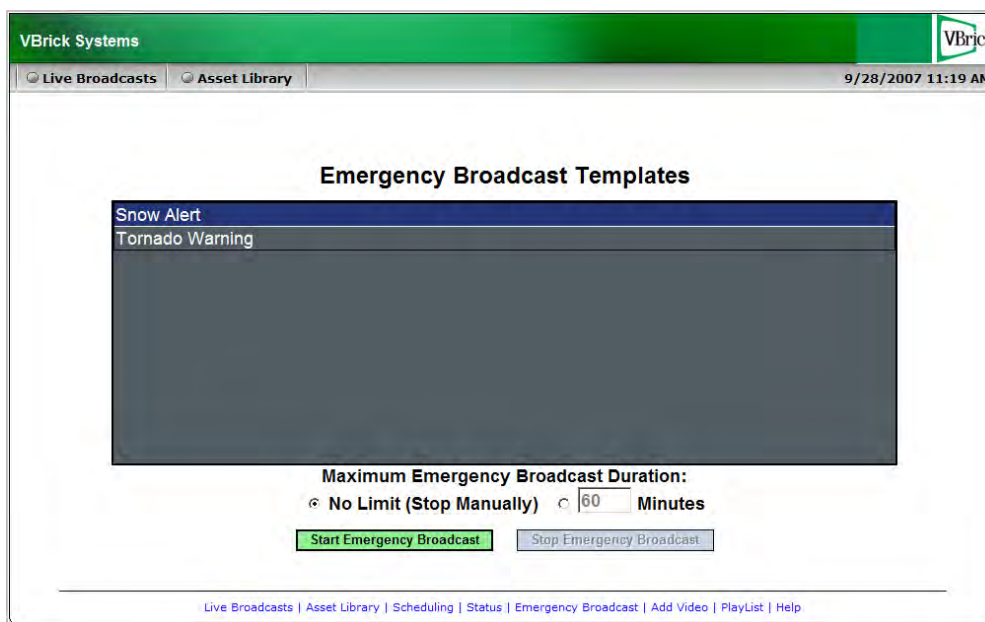 VBrick Systems
VBric
Live Broadcasts Asset Library 9/28/2007 11:19 AM
Emergency Broadcast Templates
Snow Alert
Tornado Warning
Maximum Emergency Broadcast Duration:
No Limit (Stop Manually) 60 Minutes
Start Emergency Broadcast Stop Emergency Broadcast
Live Broadcasts | Asset Library | Scheduling | Status | Emergency Broadcast | Add Video | PlayList | Help